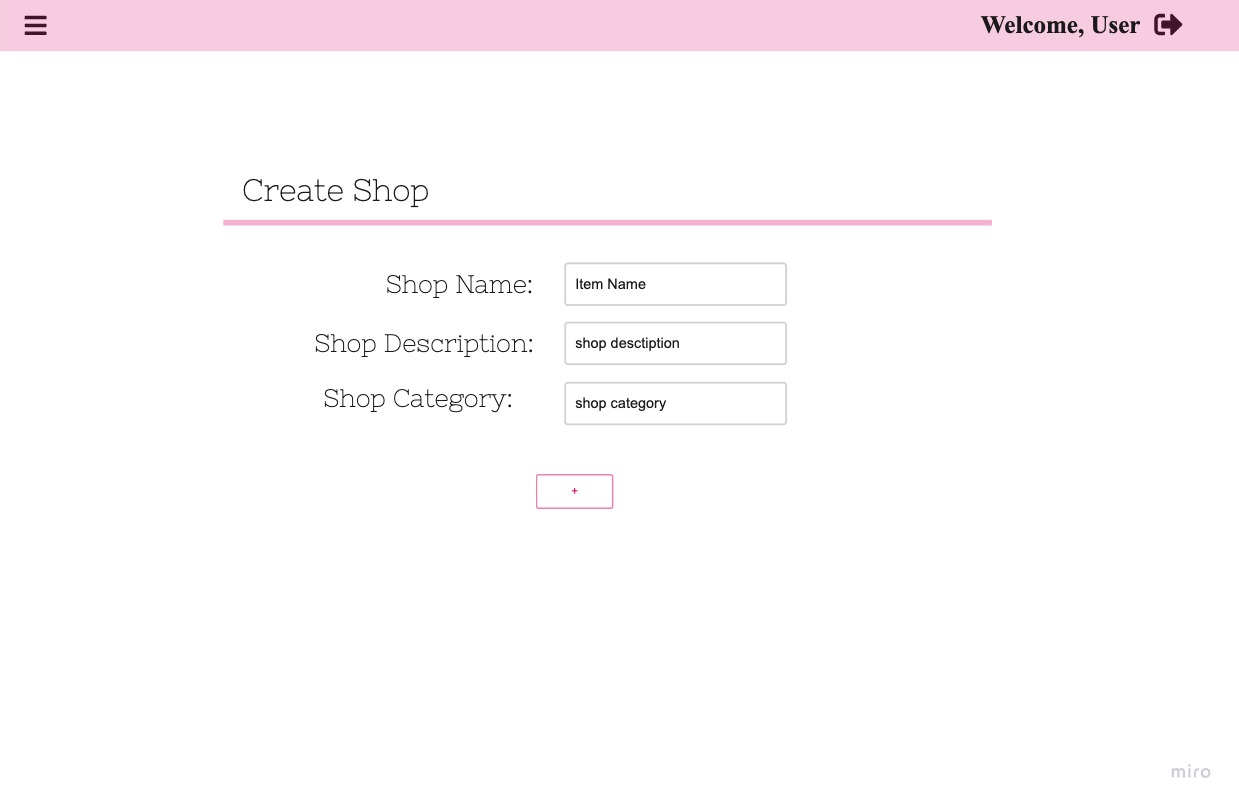 Welcome, User
Create Shop
Shop Name:
Item Name
Shop Description:
shop desctiption
Shop Category:
shop category
+
miro